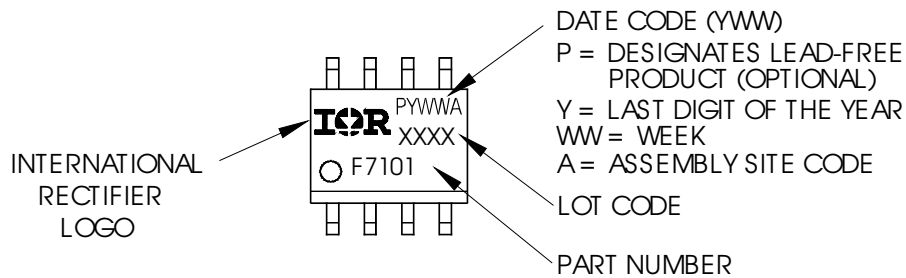 DATE CODE (YWW)
P = DESIGNATES LEAD-FREE
PRODUCT (OPTIONAL)
Y = LAST DIGIT OF THE YEAR
WW = WEEK
A = ASSEMBLY SITE CODE
LOT CODE
PART NUMBER
INTERNATIONAL
RECTIFIER
LOGO
IOR
PYWWA
XXXX
F7101